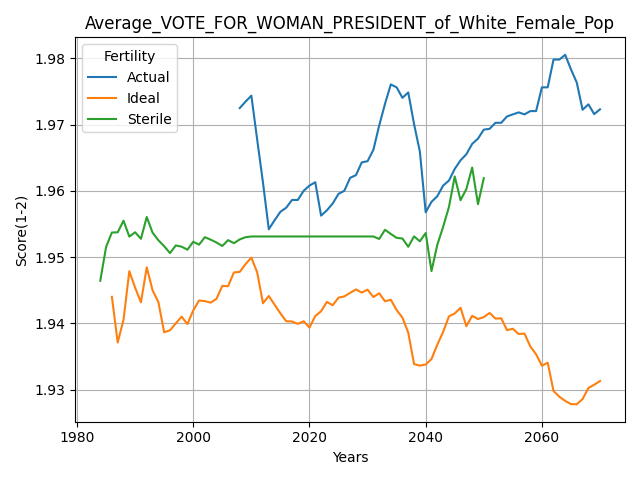 Average_VOTE_FOR_WOMAN_PRESIDENT_of_White_Female_Pop
Fertility
Actual
Ideal
Sterile
Score(1-2)
1.98
1.97
1.96
1.95
1.94
1.93
1980
2000
2020
2040
2060
Years